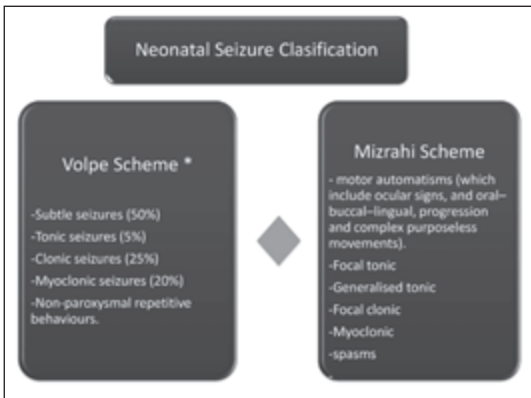 Neonatal Seizure Clasification
Volpe Scheme *
-Subtle seizures (50%)
-Tonic seizures (5%)
-Clonic seizures (25%)
-Myoclonic seizures (20%)
-Non-paroxysmal repetitive
behaviours.
Mizrahi Scheme
- motor automatisms (which
include ocular signs, and oral–
buccal–lingual, progression
and complex purposeless
movements).
-Focal tonic
-Generalised tonic
-Focal clonic
-Myoclonic
-spasms